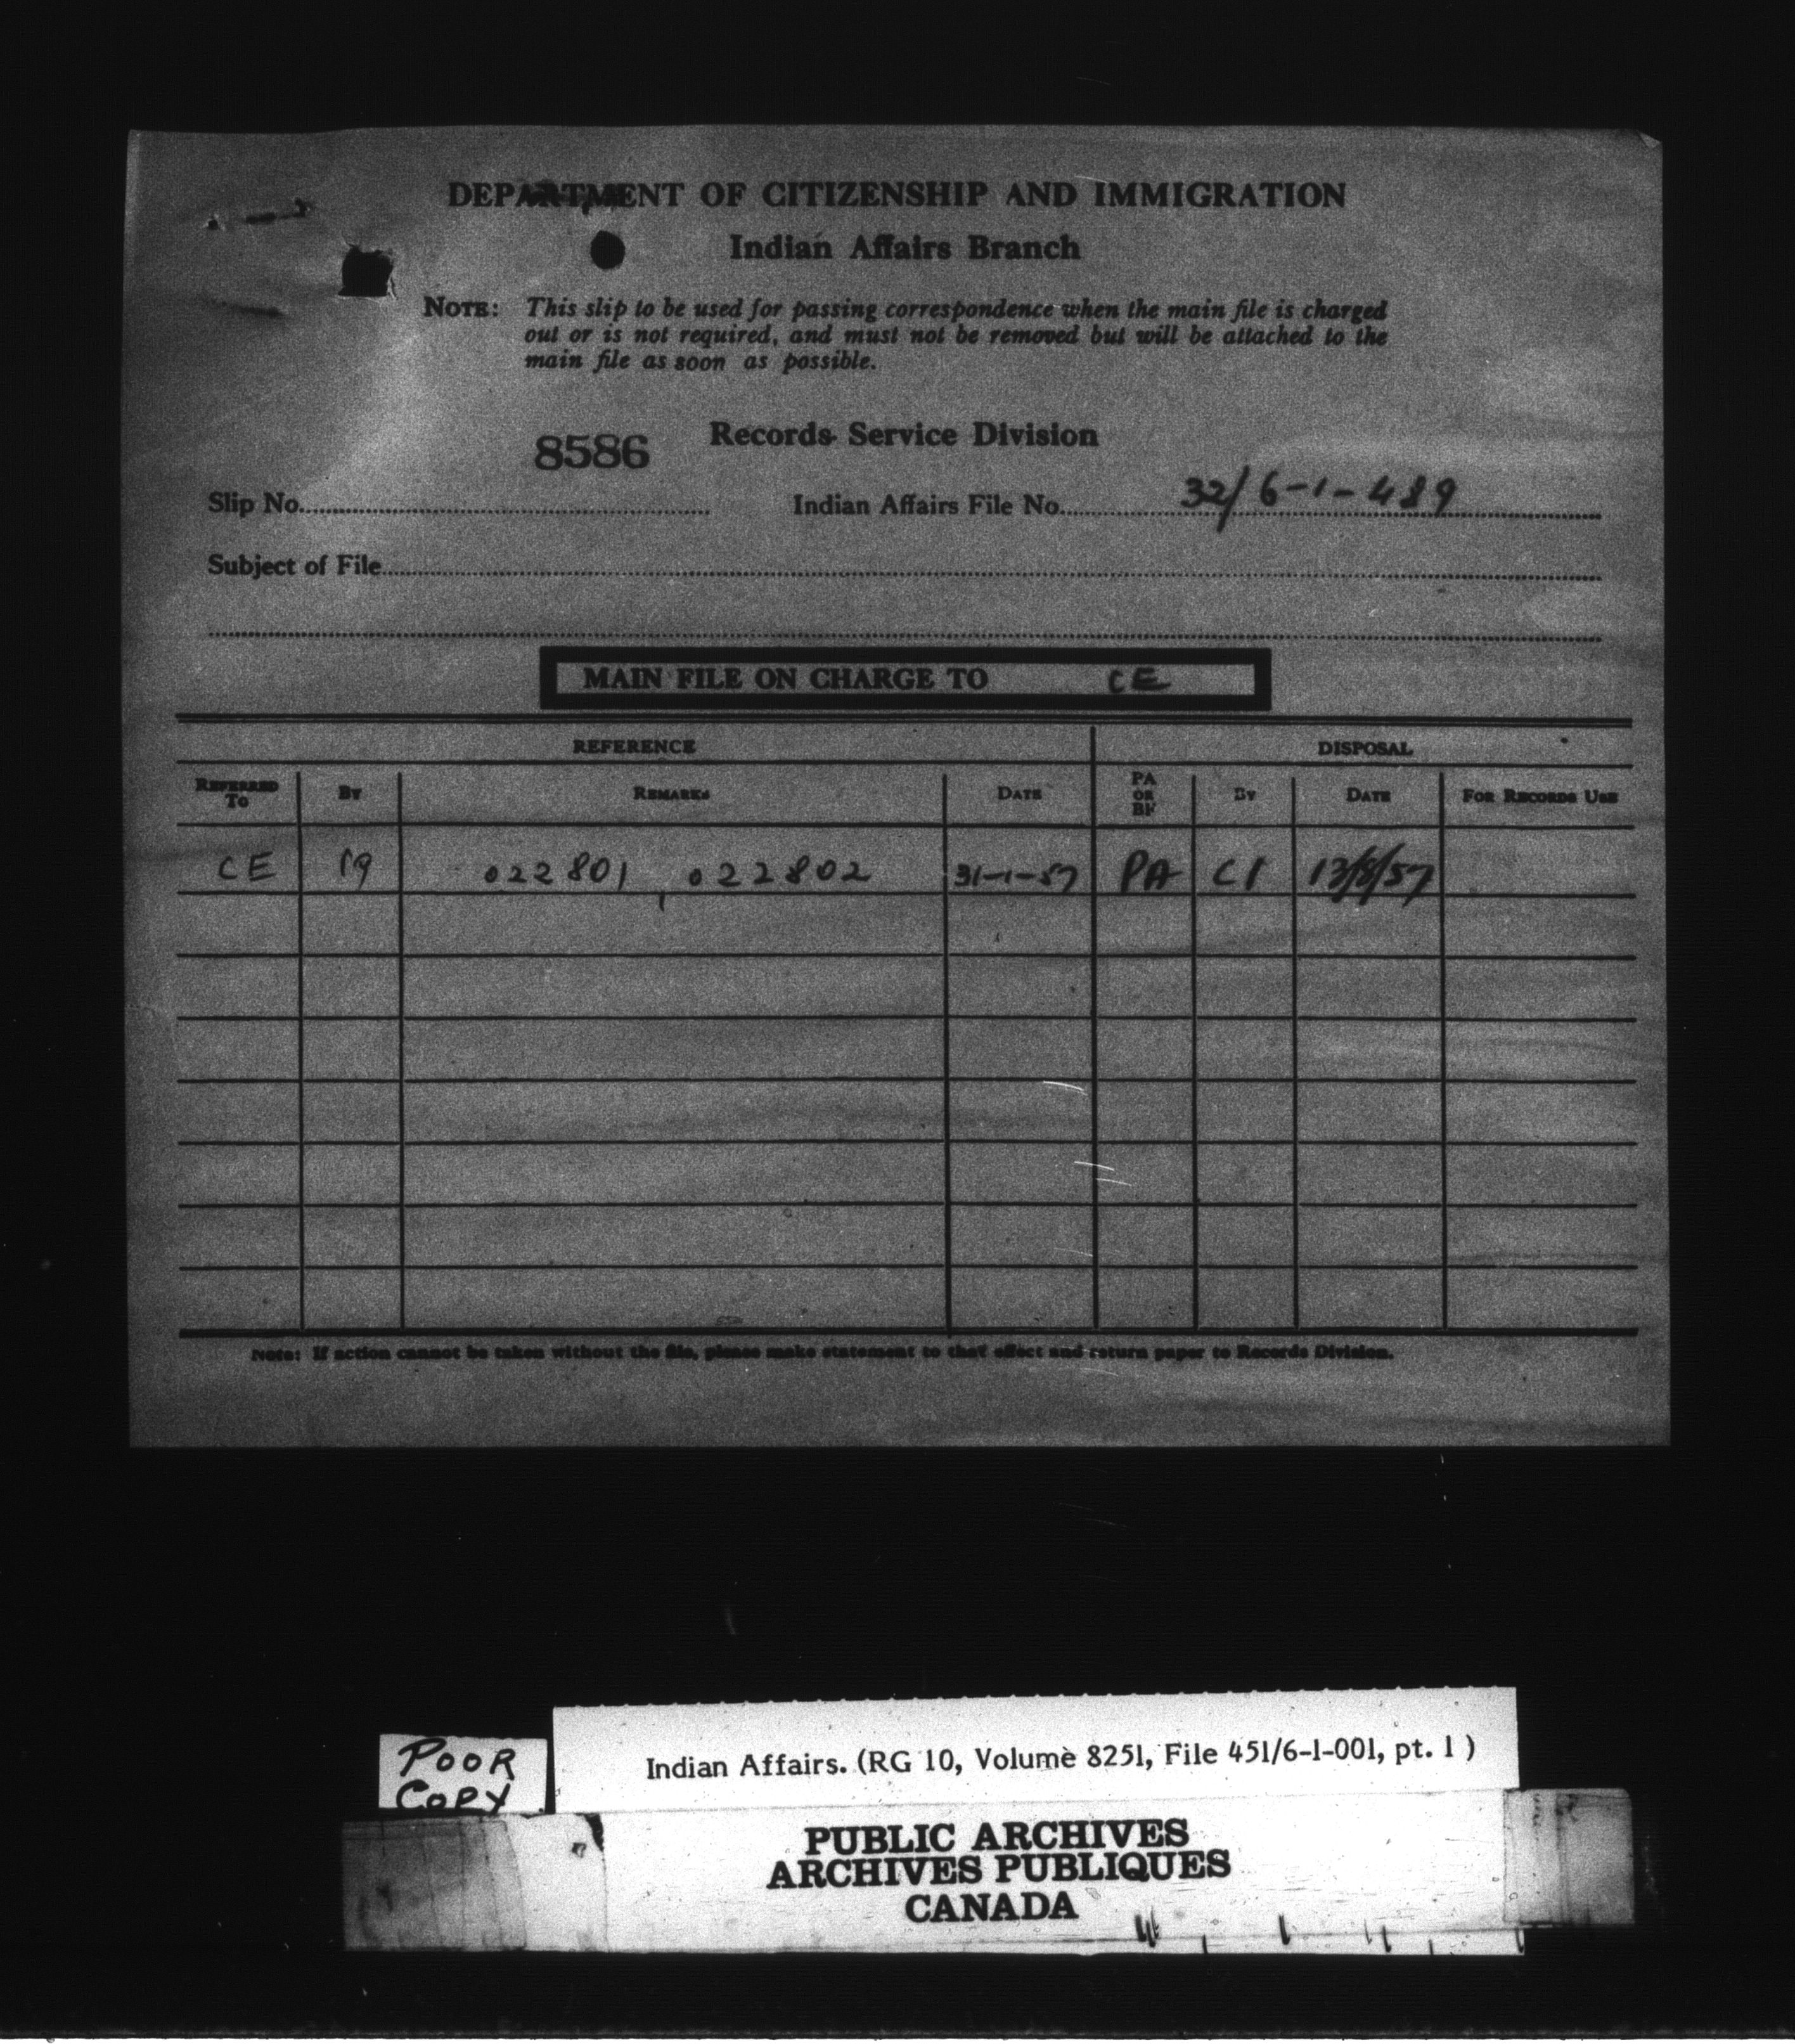 DEPARTMENT OF CITIZENSHIP AND IMMIGRATION
Indian Affairs Branch
NOTE: This slip to be used for passing correspondence when the main file is charged
out or is not required, and must not be removed but will be attached to the
main file as soon as possible.
8586 Records Service Division
Slip No. Indian Affairs File No. 32/6-1-489
Subject of File
MAIN FILE ON CHARGE TO CE
REFERENCE DISPOSAL
REFERRED TO BY REMARKS DATE PA OR BF BY DATE FOR RECORDS USE
CE 19 022801, 022802 31-1-57 PA C1 13/8/57
Note: If action cannot be taken without the file, please make statement to that effect and return paper to Records Division.
POOR
COPY
Indian Affairs. (RG 10, Volume 8251, File 451/6-1-001, pt. 1 )
PUBLIC ARCHIVES
ARCHIVES PUBLIQUES
CANADA